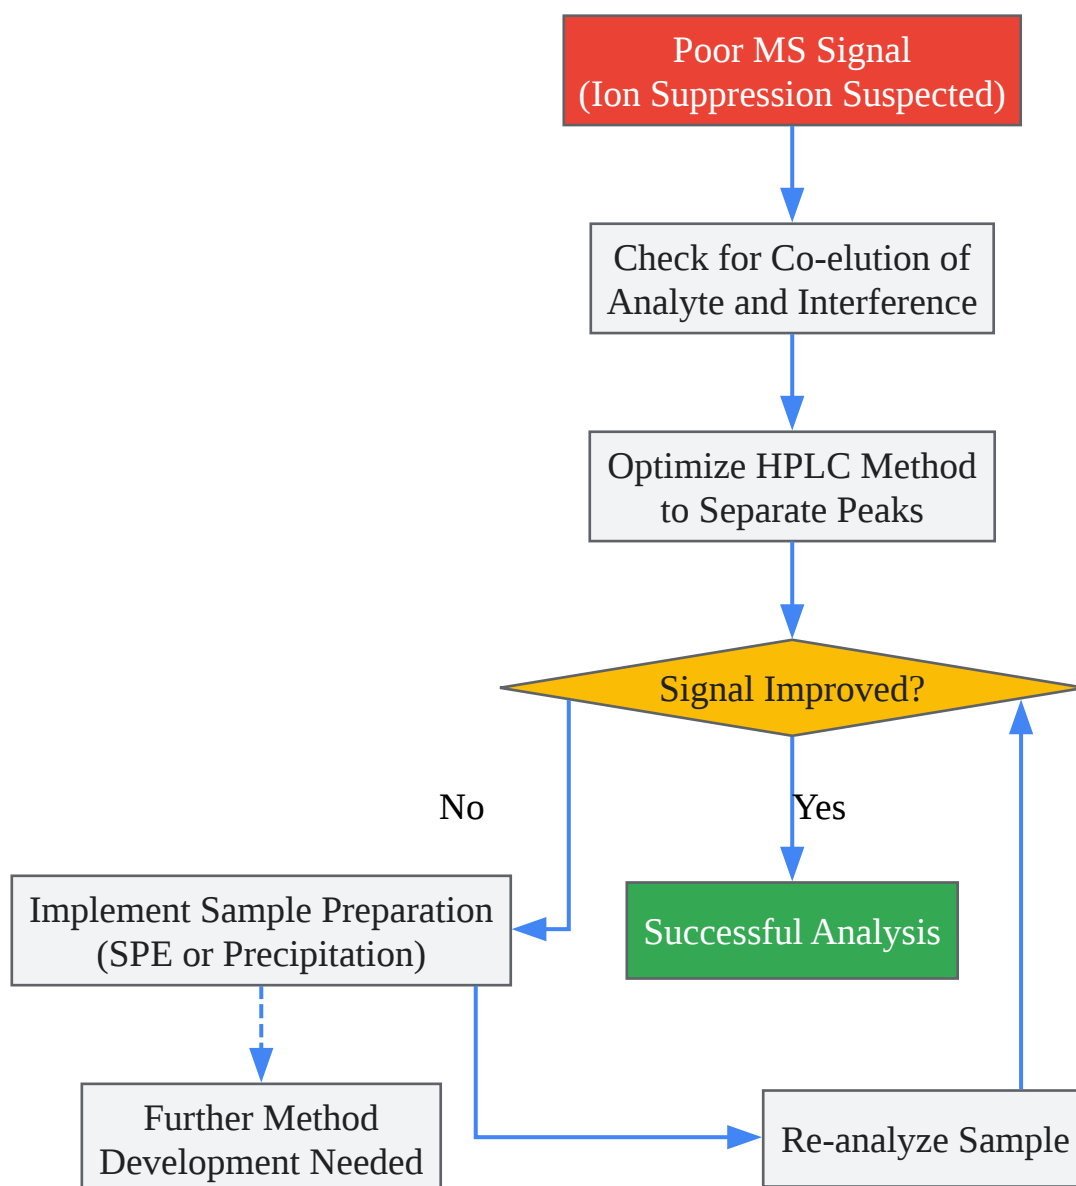 Poor MS Signal
(Ion Suppression Suspected)
Check for Co-elution of
Analyte and Interference
Optimize HPLC Method
to Separate Peaks
Signal Improved?
No
Yes
Implement Sample Preparation
(SPE or Precipitation)
Successful Analysis
Further Method
Development Needed
Re-analyze Sample